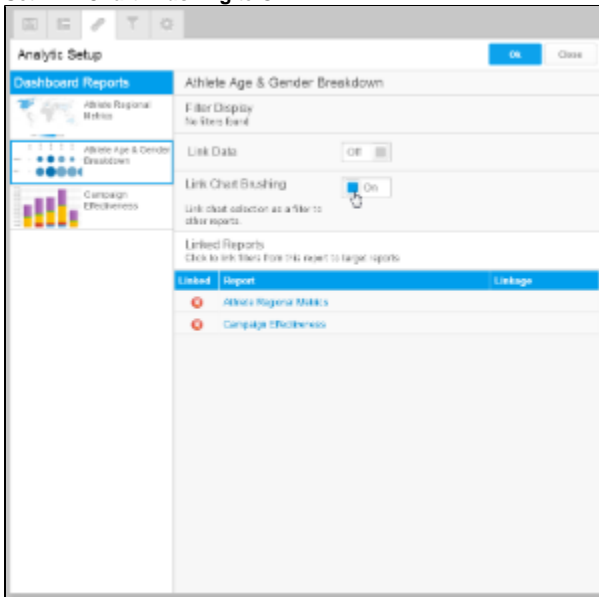 Analytic Setup
Ok
Close
Dashboard Reports
Athlete Regional
Metrics
Athlete Age & Gender
Breakdown
Campaign
Effectiveness
Athlete Age & Gender Breakdown
Filter Display
No filters found
Link Data
Off
Link Chart Brushing
On
Link chart selection as a filter to
other reports.
Linked Reports
Click to link filters from this report to target reports.
Linked Report Linkage
Athlete Regional Metrics
Campaign Effectiveness